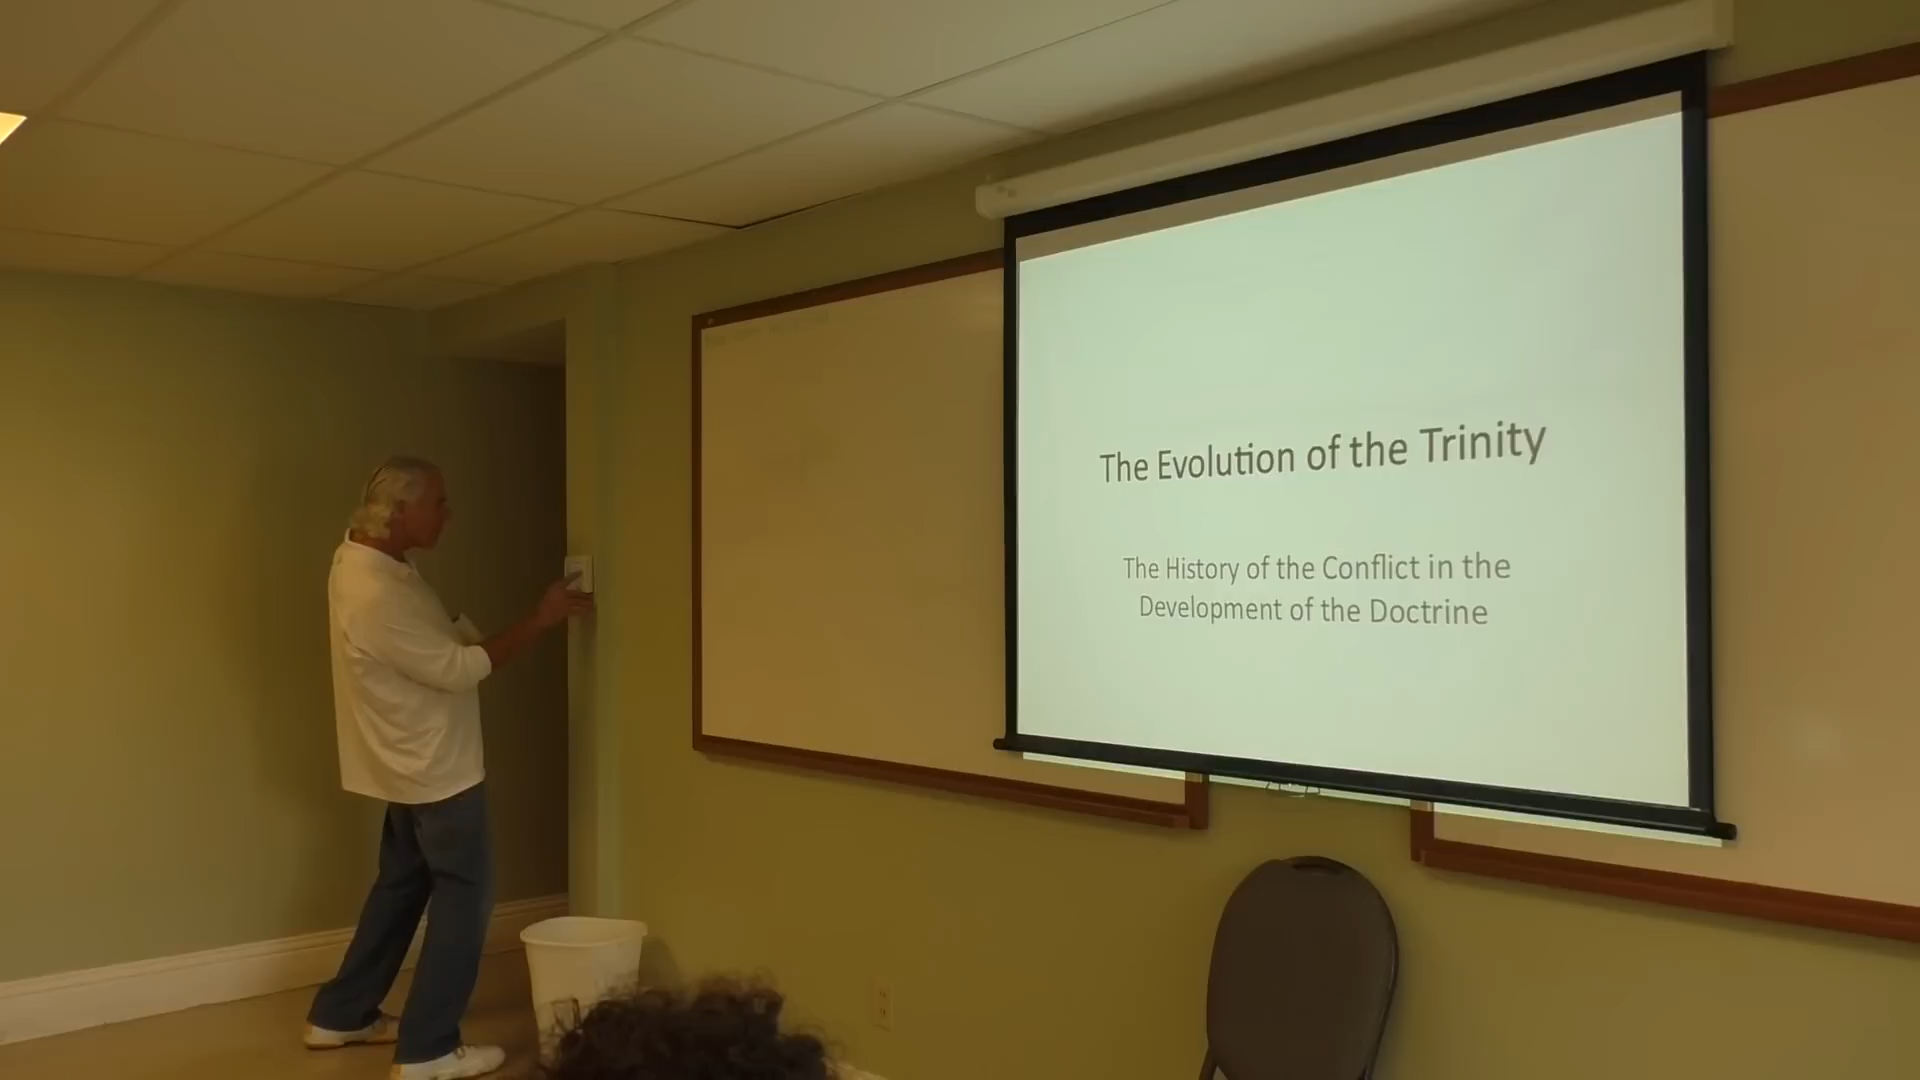 The Evolution of the Trinity
The History of the Conflict in the
Development of the Doctrine